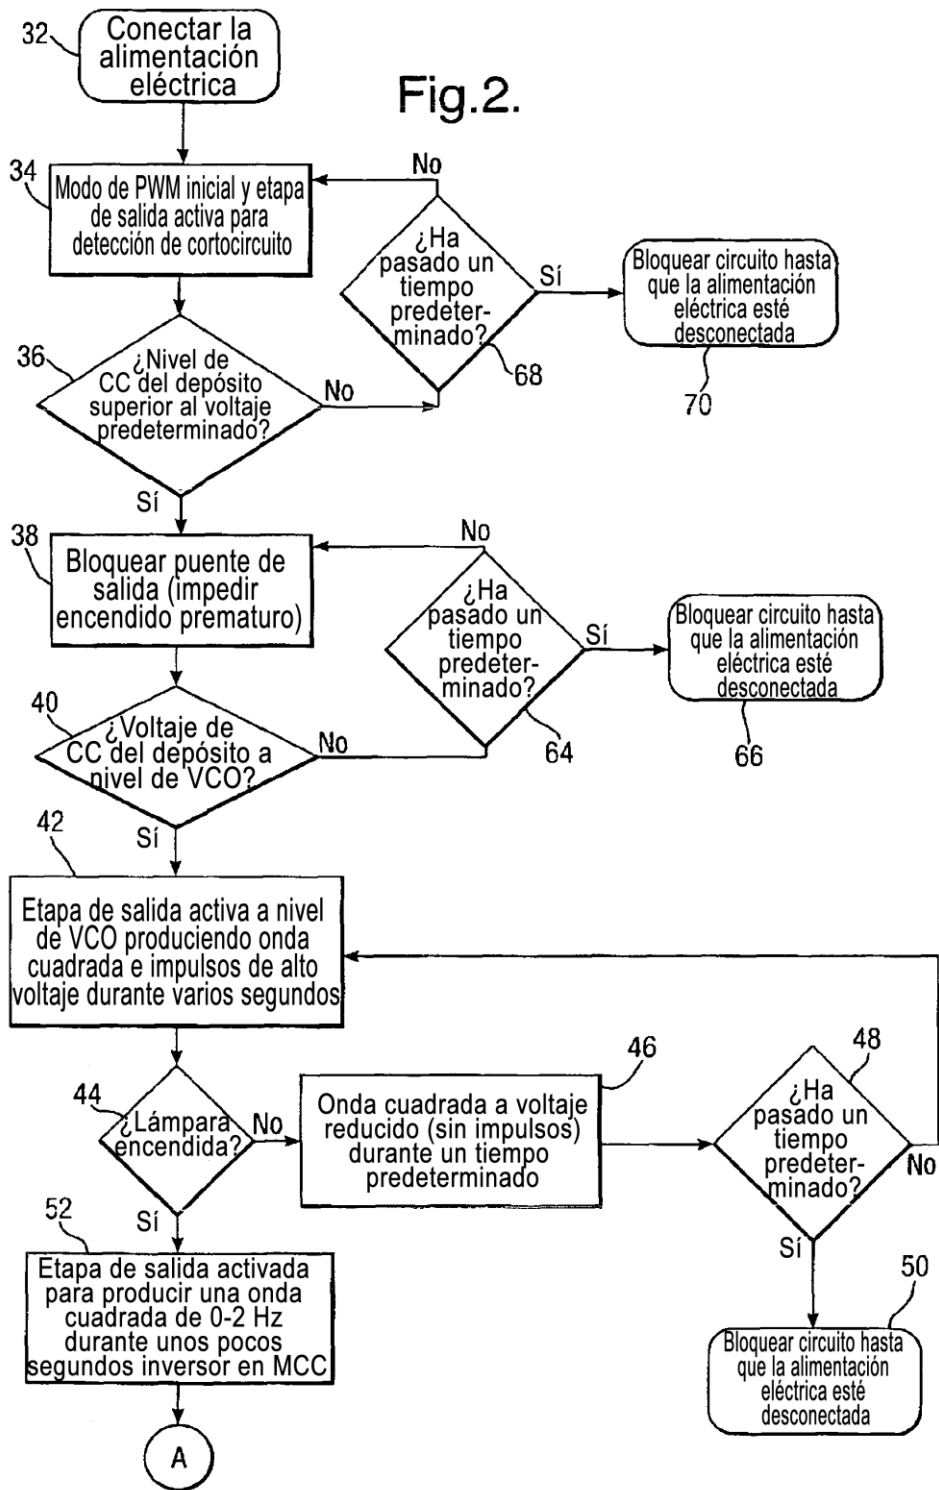 32
Conectar la
alimentación
eléctrica
Fig.2.
34
Modo de PWM inicial y etapa
de salida activa para
detección de cortocircuito
No
¿Ha
pasado un
tiempo
predeter-
minado?
Sí
68
Bloquear circuito hasta
que la alimentación
eléctrica esté
desconectada
70
36
¿Nivel de
CC del depósito
superior al voltaje
predeterminado?
No
Sí
38
Bloquear puente de
salida (impedir
encendido prematuro)
No
¿Ha
pasado un
tiempo
predeter-
minado?
Sí
64
Bloquear circuito hasta
que la alimentación
eléctrica esté
desconectada
66
40
¿Voltaje de
CC del depósito a
nivel de VCO?
No
Sí
42
Etapa de salida activa a nivel
de VCO produciendo onda
cuadrada e impulsos de alto
voltaje durante varios segundos
44
¿Lámpara
encendida?
No
Sí
46
Onda cuadrada a voltaje
reducido (sin impulsos)
durante un tiempo
predeterminado
48
¿Ha
pasado un
tiempo
predeter-
minado?
No
Sí
50
Bloquear circuito hasta
que la alimentación
eléctrica esté
desconectada
52
Etapa de salida activada
para producir una onda
cuadrada de 0-2 Hz
durante unos pocos
segundos inversor en MCC
A